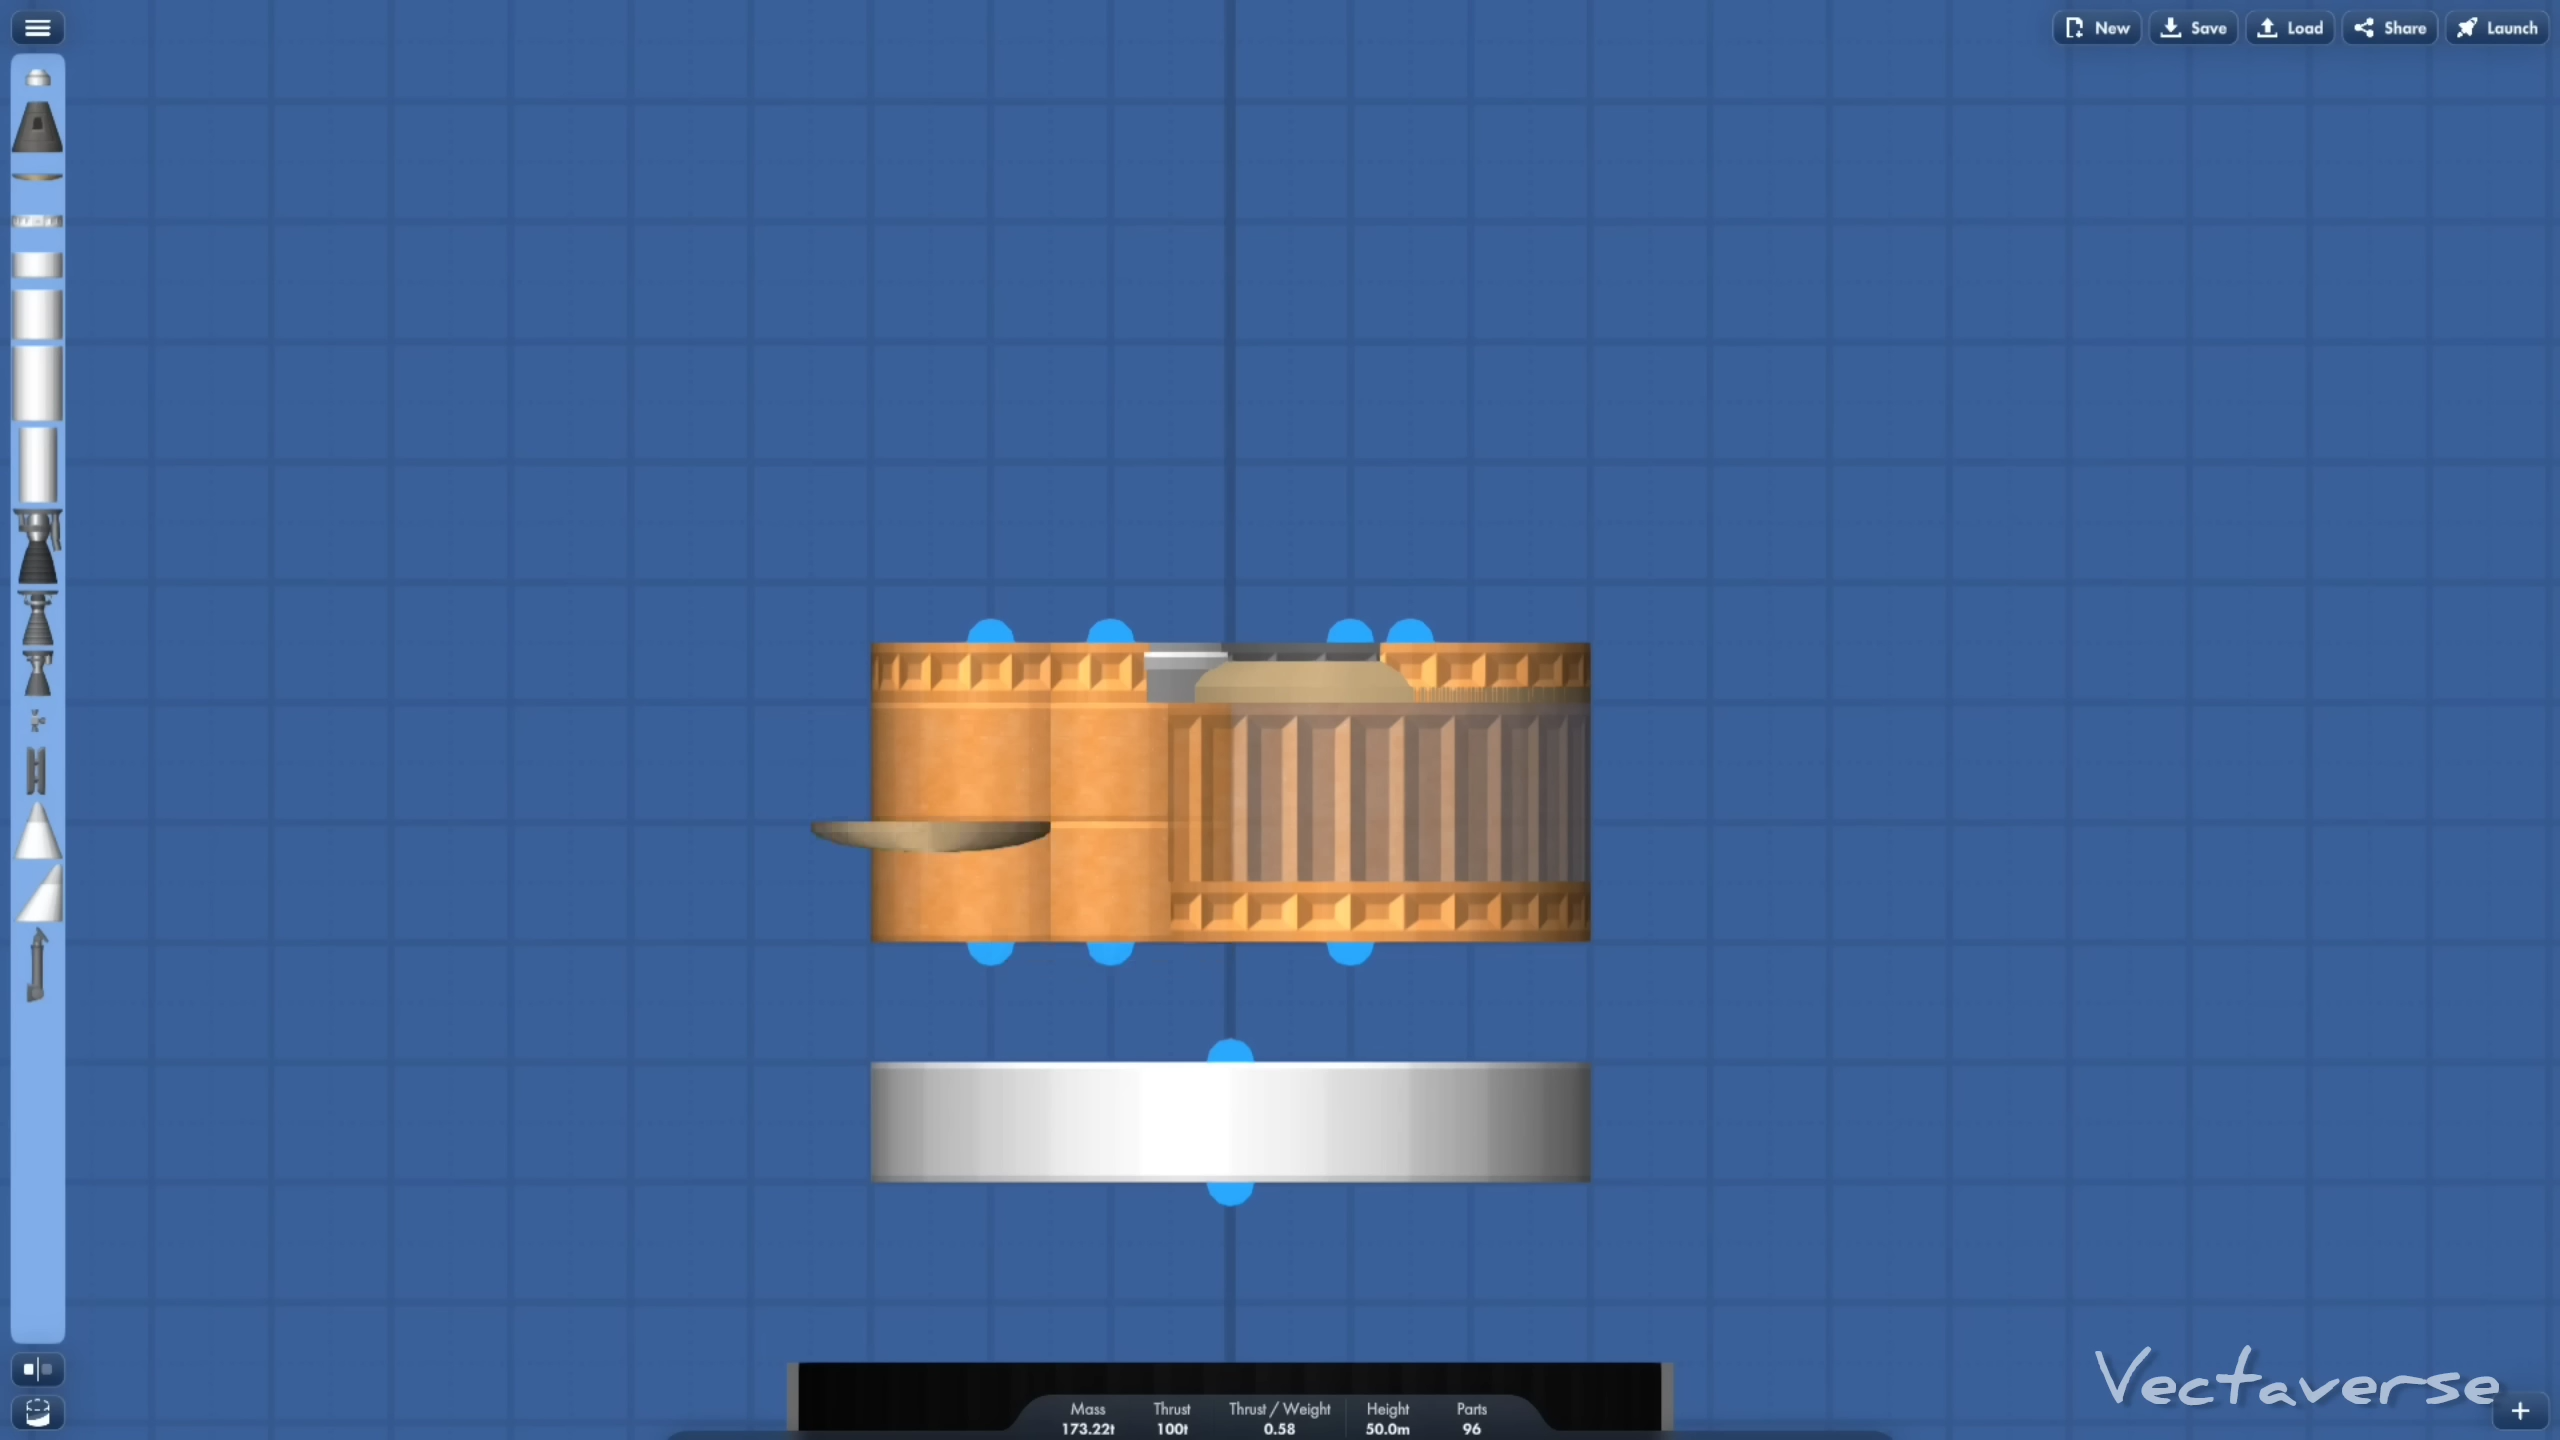 New Save Load Share Launch
Vectaverse
Mass Thrust Thrust / Weight Height Parts
173.22t 100t 0.58 50.0m 96